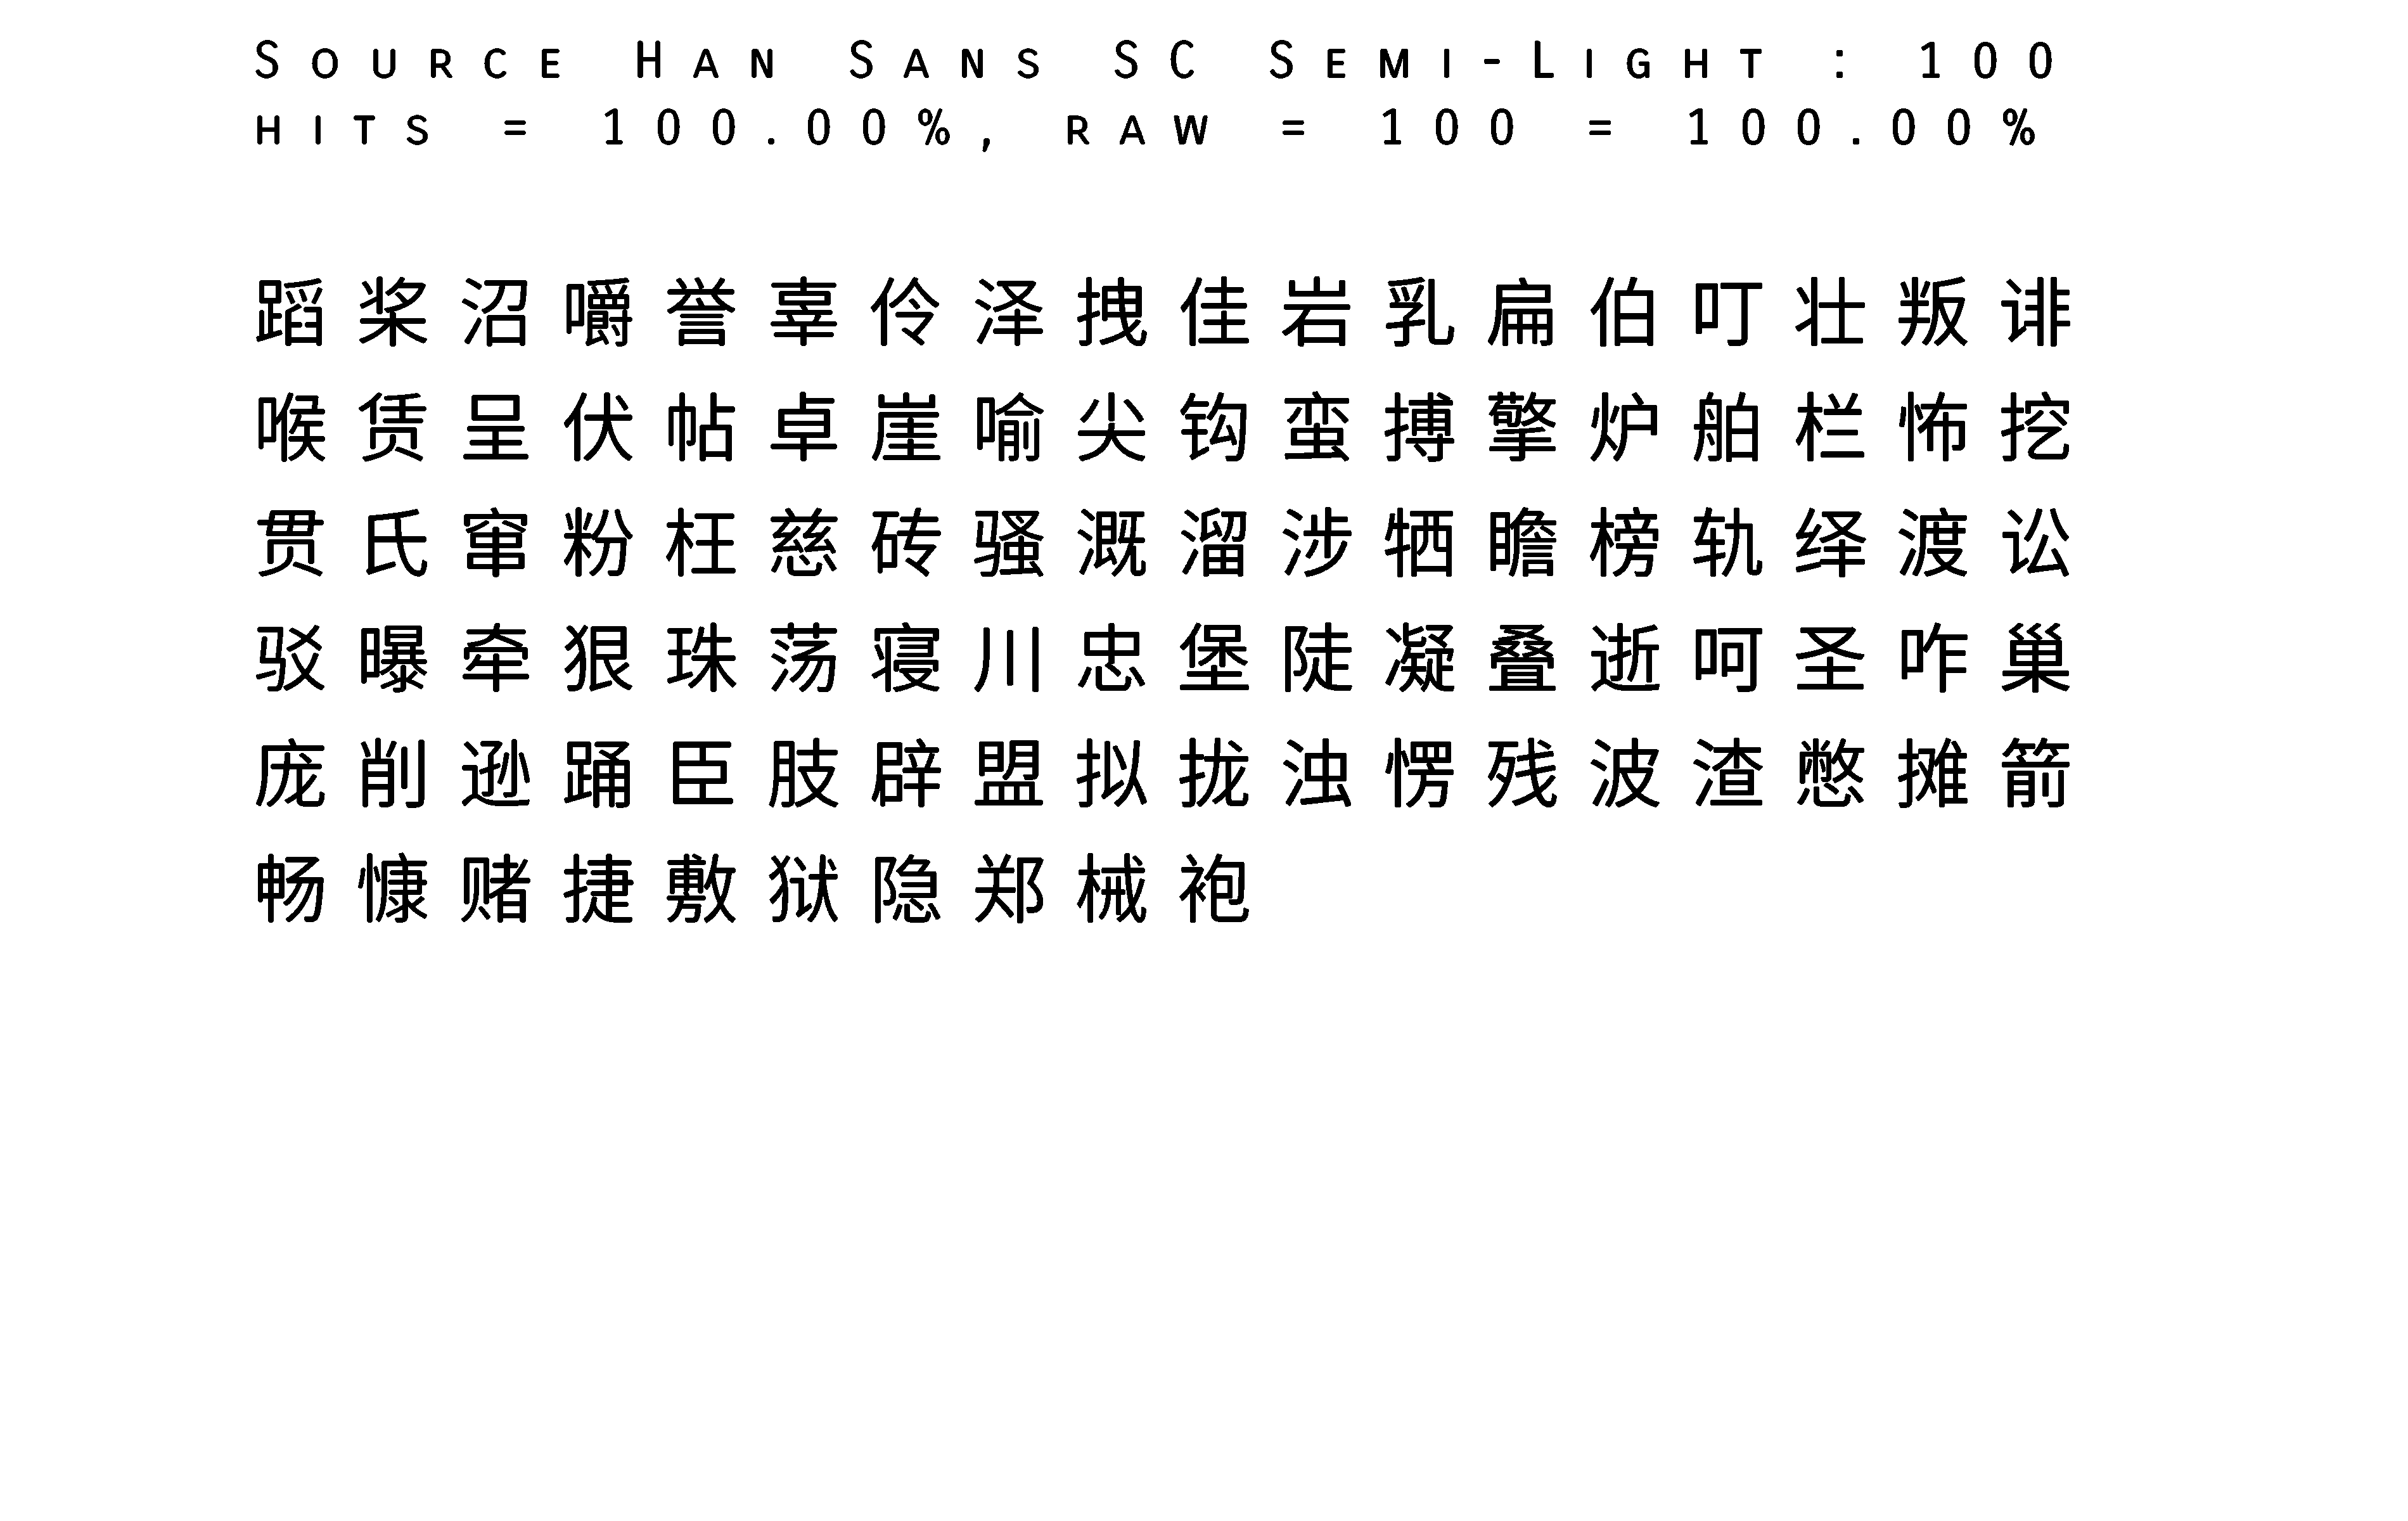 Source Han Sans SC Semi-Light : 100
hits = 100.00%, raw = 100 = 100.00%
蹈桨沼嚼誉辜伶泽拽佳岩乳扁伯叮壮叛诽
喉赁呈伏帖卓崖喻尖钩蛮搏擎炉舶栏怖挖
贯氏窜粉枉慈砖骚溉溜涉牺瞻榜轨绎渡讼
驳曝牵狠珠荡寝川忠堡陡凝叠逝呵圣咋巢
庞削逊踊臣肢辟盟拟拢浊愕残波渣憋摊箭
畅慷赌捷敷狱隐郑械袍